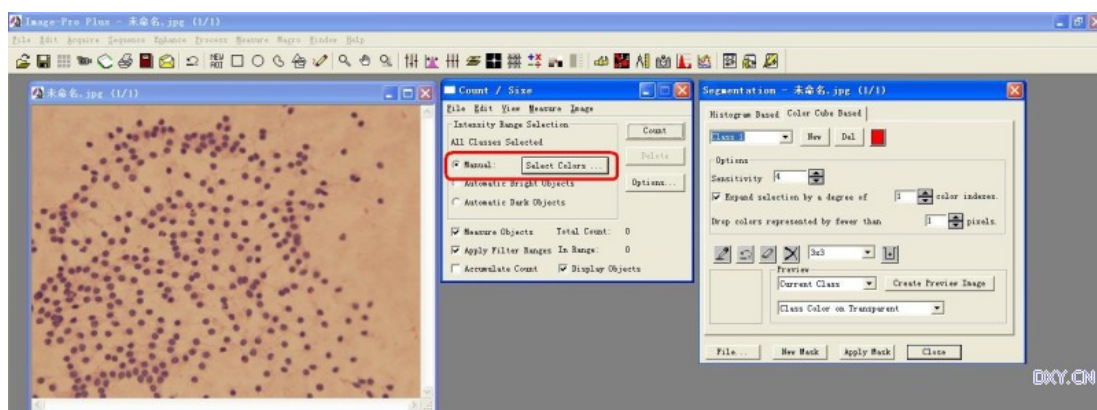 Image-Pro Plus - 未命名.jpg (1/1)
File Edit Acquire Sequence Enhance Process Measure Macro Window Help
NEW
AOI
未命名.jpg (1/1)
Count / Size
File Edit View Measure Image
Intensity Range Selection
All Classes Selected
Manual: Select Colors ...
Automatic Bright Objects
Automatic Dark Objects
Count
Delete
Options...
Measure Objects Total Count: 0
Apply Filter Ranges In Range: 0
Accumulate Count Display Objects
Segmentation - 未命名.jpg (1/1)
Histogram Based Color Cube Based
Class 1 New Del
Options
Sensitivity 4
Expand selection by a degree of 1 color indexes.
Drop colors represented by fewer than 1 pixels.
3x3
Preview
Current Class Create Preview Image
Class Color on Transparent
File... New Mask Apply Mask Close
DXY.CN